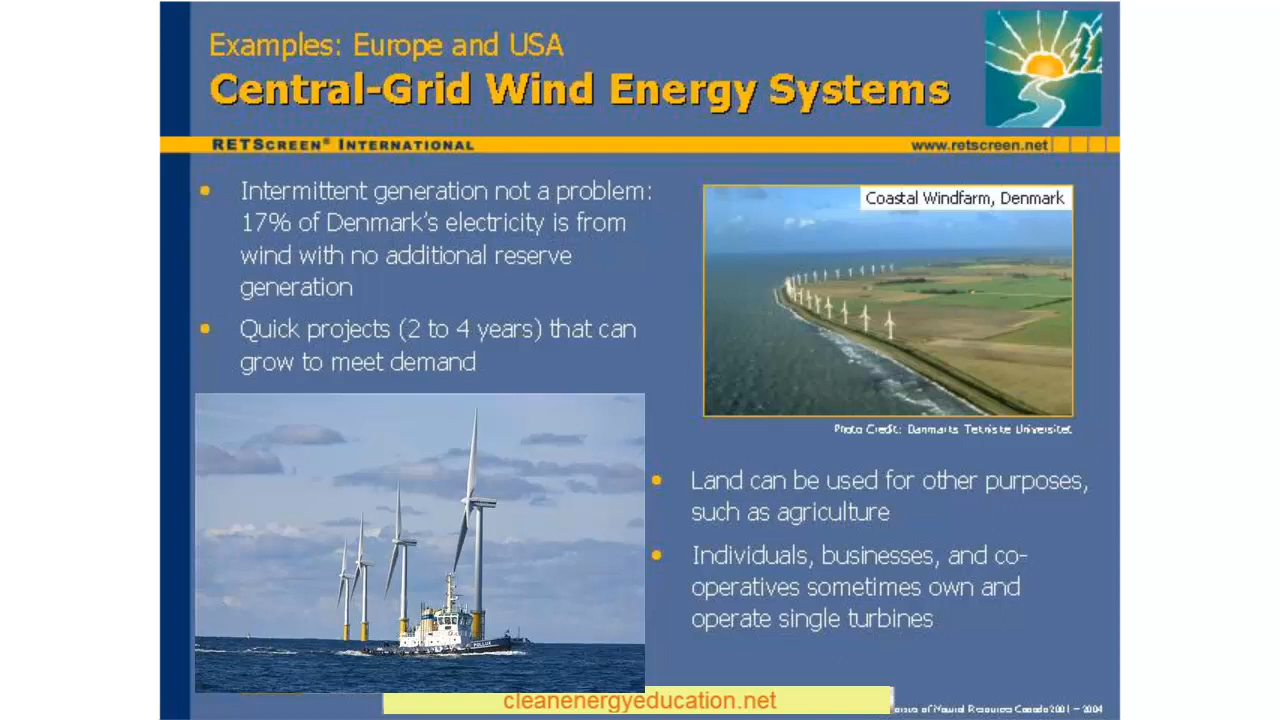 Examples: Europe and USA
Central-Grid Wind Energy Systems
RETSCREEN® INTERNATIONAL
www.retscreen.net
Intermittent generation not a problem:
17% of Denmark's electricity is from
wind with no additional reserve
generation
Quick projects (2 to 4 years) that can
grow to meet demand
Coastal Windfarm, Denmark
Photo Credit: Danmarks Tekniske Universitet
Land can be used for other purposes,
such as agriculture
Individuals, businesses, and co-
operatives sometimes own and
operate single turbines
cleanenergyeducation.net
of Natural Resources Canada 2001 – 2004